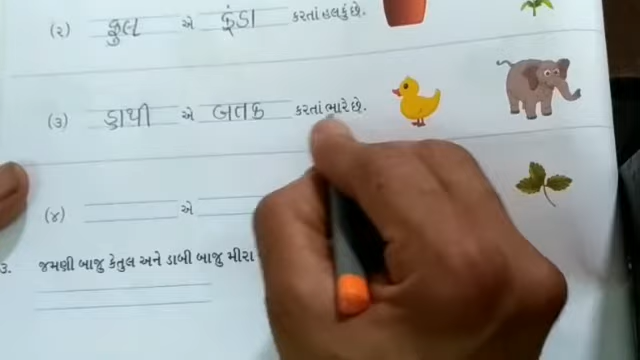 (૨) ફુલ એ કુંડા કરતાં હલકું છે.
(૩) હાથી એ બતક કરતાં ભારે છે.
(૪) એ
૩. જમણી બાજુ કેતુલ અને ડાબી બાજુ મીરા